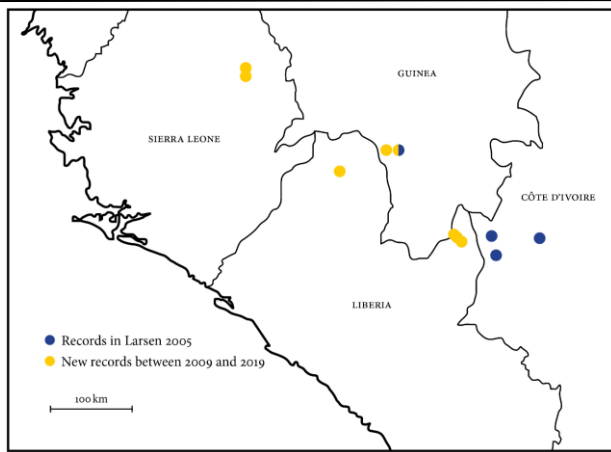 GUINEA
SIERRA LEONE
CÔTE D'IVOIRE
LIBERIA
Records in Larsen 2005
New records between 2009 and 2019
100 km